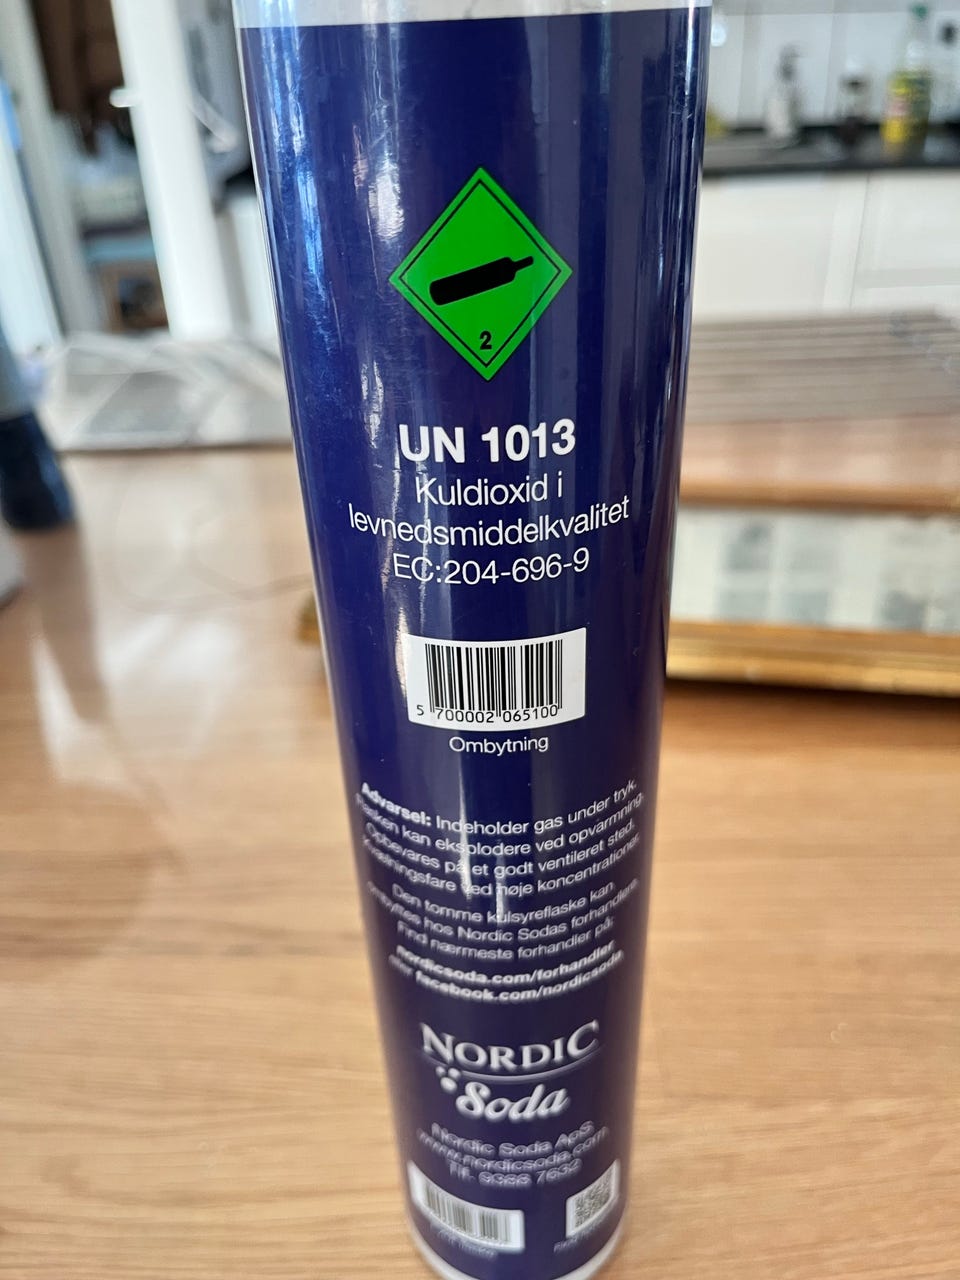 2
UN 1013
Kuldioxid i
levnedsmiddelkvalitet
EC:204-696-9
5 700002 065100
Ombytning
Advarsel: Indeholder gas under tryk.
Flasken kan eksplodere ved opvarmning.
Opbevares på et godt ventileret sted.
Kvælningsfare ved høje koncentrationer.
Den tomme kulsyreflaske kan
ombyttes hos Nordic Sodas forhandlere.
Find nærmeste forhandler på:
nordicsoda.com/forhandler
eller facebook.com/nordicsoda
NORDIC
Soda
Nordic Soda ApS
www.nordicsoda.com
Tlf. 9388 7632